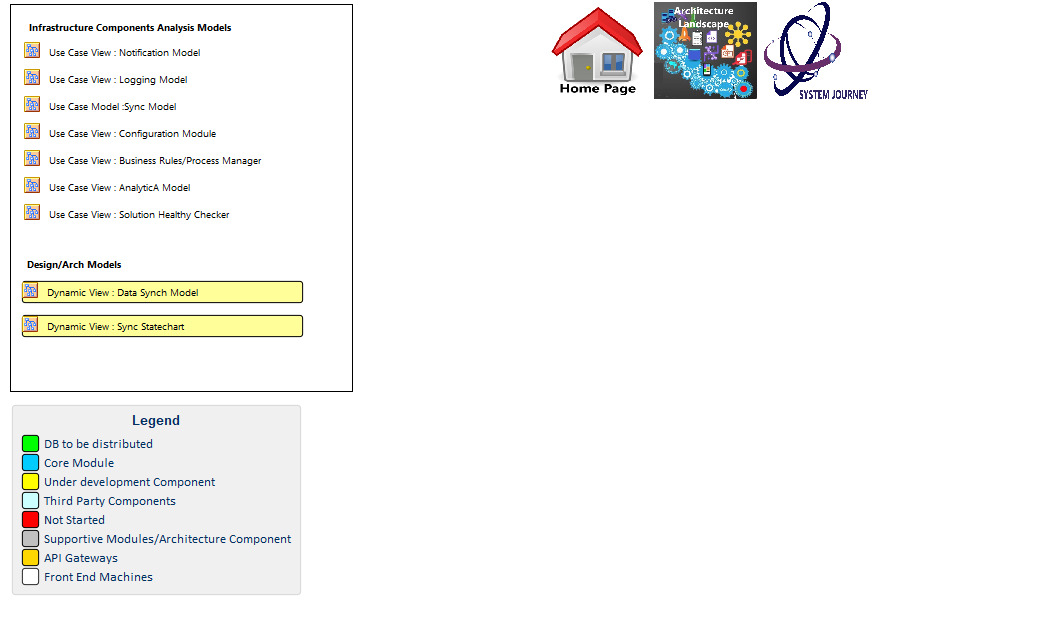 Infrastructure Components Analysis Models
Use Case View : Notification Model
Use Case View : Logging Model
Use Case Model :Sync Model
Use Case View : Configuration Module
Use Case View : Business Rules/Process Manager
Use Case View : AnalyticA Model
Use Case View : Solution Healthy Checker
Design/Arch Models
Dynamic View : Data Synch Model
Dynamic View : Sync Statechart
Home Page
Architecture
Landscape
SYSTEM JOURNEY
Legend
DB to be distributed
Core Module
Under development Component
Third Party Components
Not Started
Supportive Modules/Architecture Component
API Gateways
Front End Machines